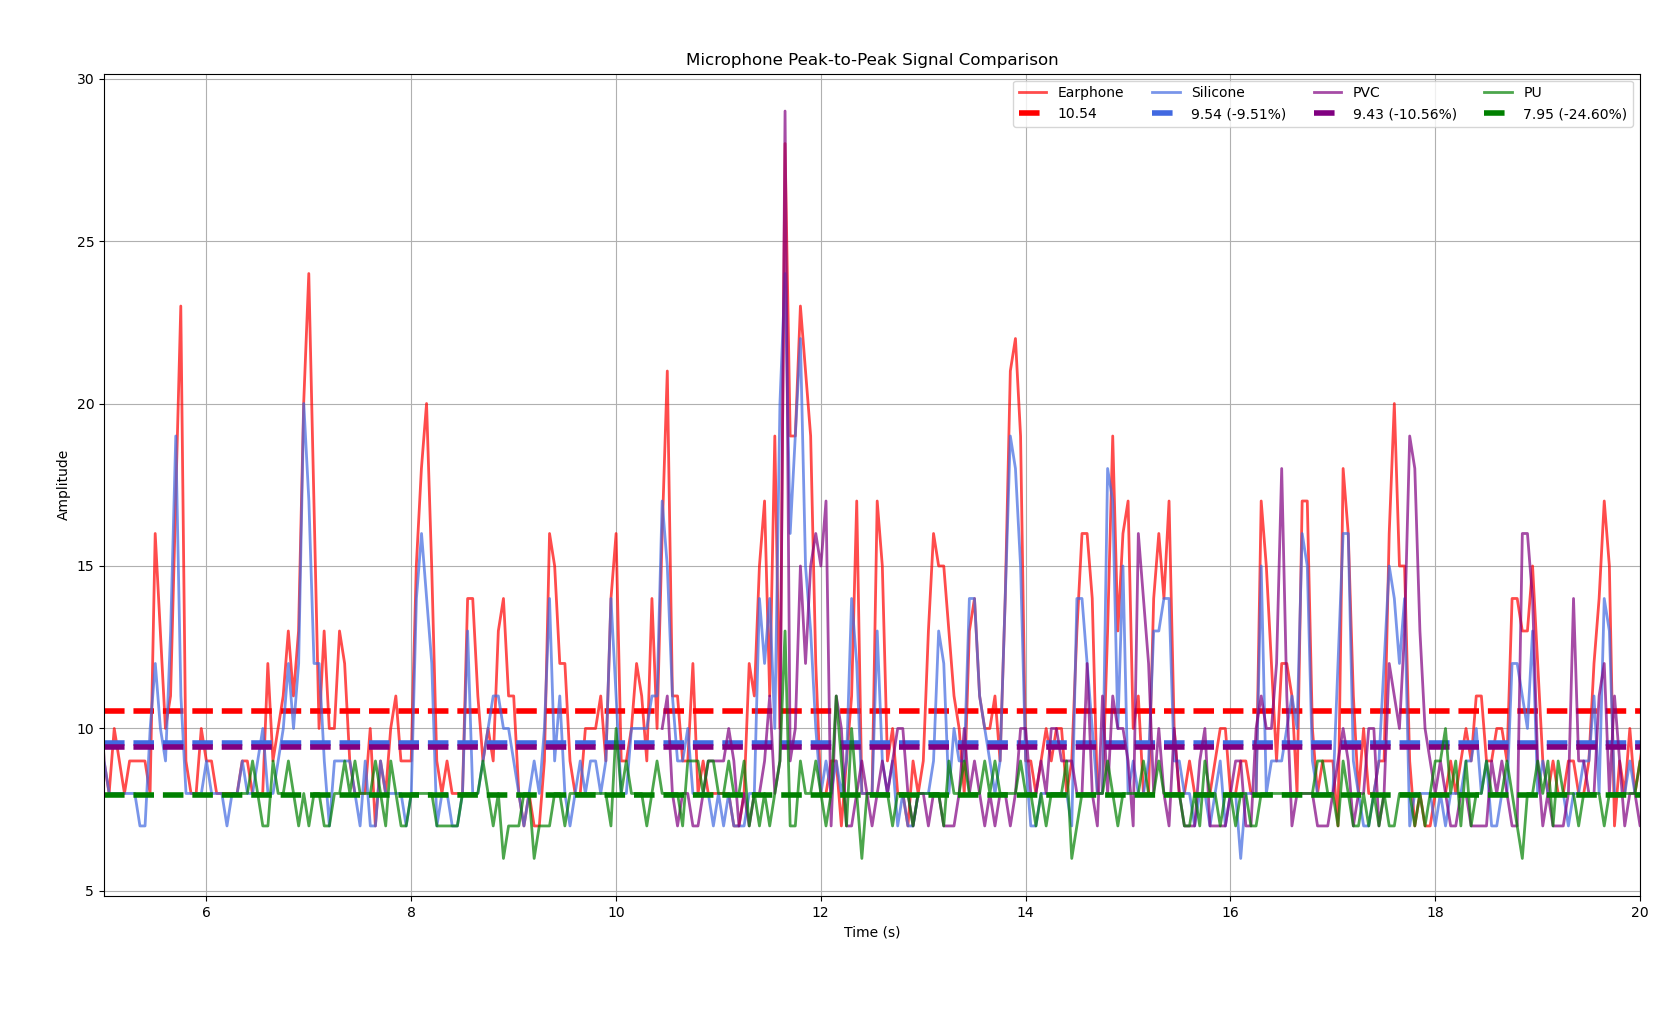 Microphone Peak-to-Peak Signal Comparison
30
Earphone Silicone PVC PU
10.54 9.54 (-9.51%) 9.43 (-10.56%) 7.95 (-24.60%)
25
20
Amplitude
15
10
5
6 8 10 12 14 16 18 20
Time (s)